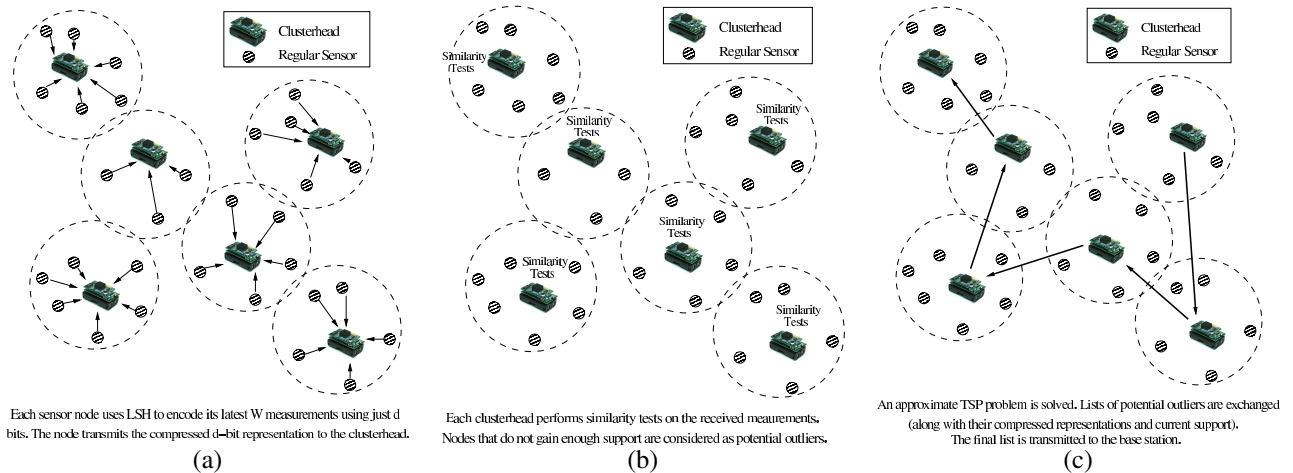 Clusterhead
Regular Sensor
Each sensor node uses LSH to encode its latest W measurements using just d
bits. The node transmits the compressed d−bit representation to the clusterhead.
(a)
Clusterhead
Regular Sensor
Similarity
Tests
Similarity
Tests
Similarity
Tests
Similarity
Tests
Similarity
Tests
Similarity
Tests
Each clusterhead performs similarity tests on the received meaurements.
Nodes that do not gain enough support are considered as potential outliers.
(b)
Clusterhead
Regular Sensor
An approximate TSP problem is solved. Lists of potential outliers are exchanged
(along with their compressed representations and current support).
The final list is transmitted to the base station.
(c)